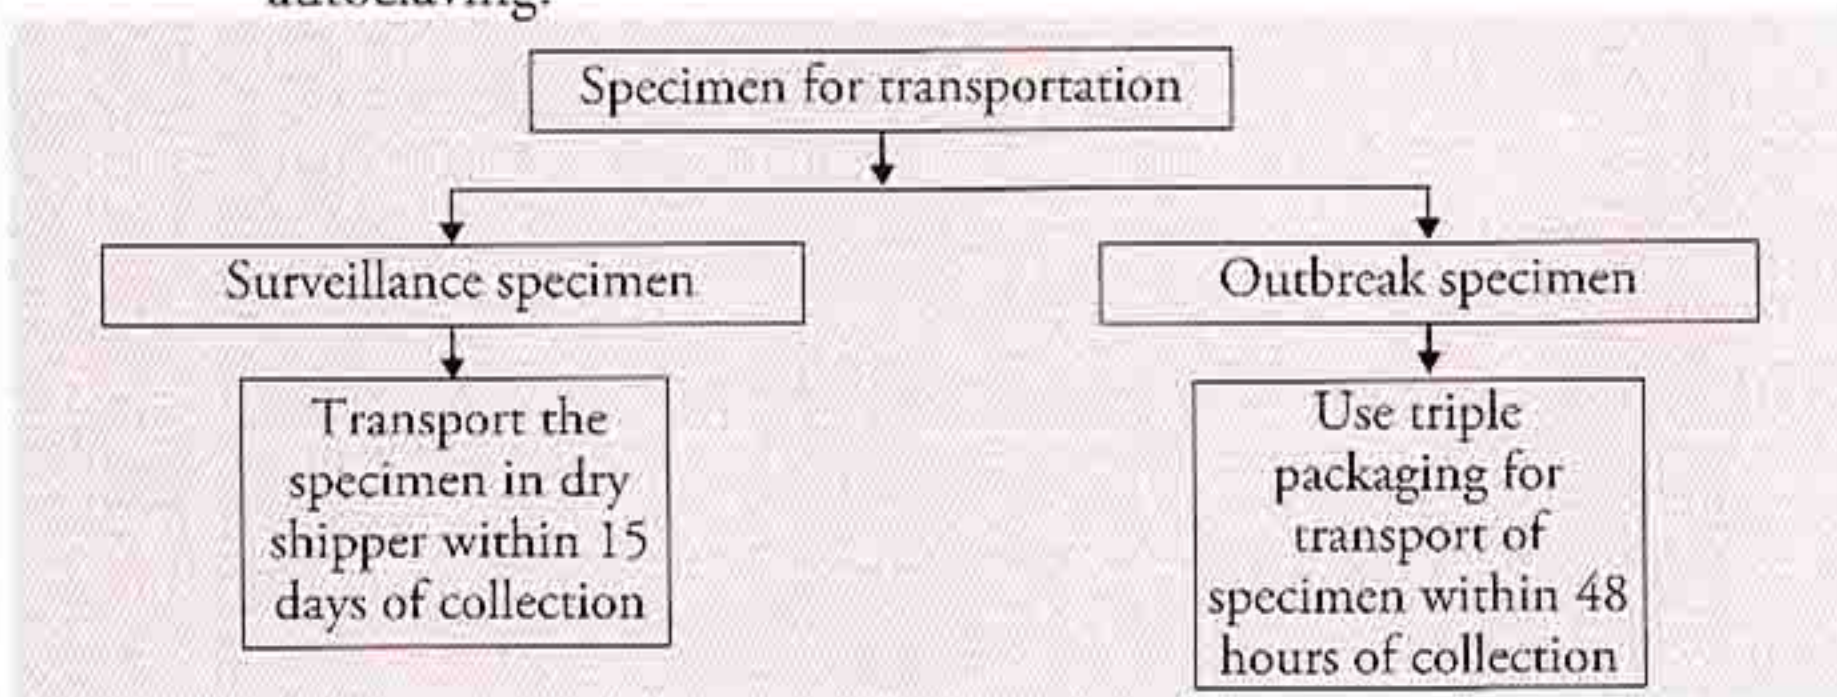 autoclaving.
Specimen for transportation
Surveillance specimen
Outbreak specimen
Transport the
specimen in dry
shipper within 15
days of collection
Use triple
packaging for
transport of
specimen within 48
hours of collection